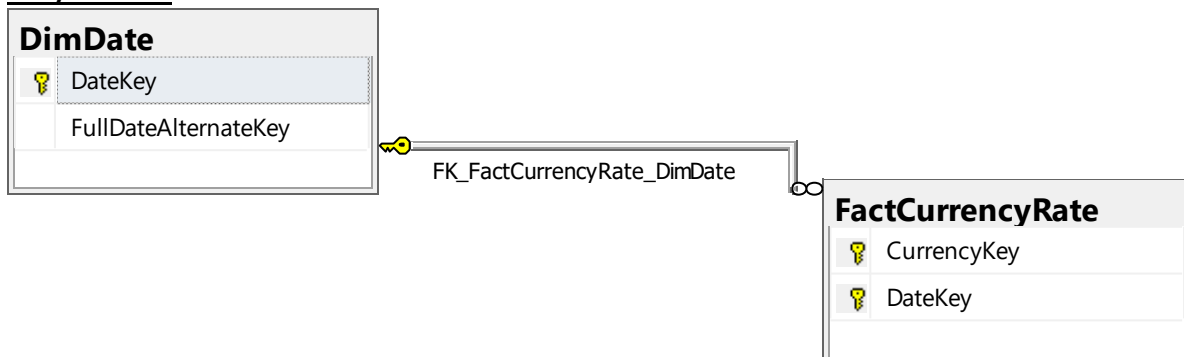 DimDate
DateKey
FullDateAlternateKey
FK_FactCurrencyRate_DimDate
FactCurrencyRate
CurrencyKey
DateKey